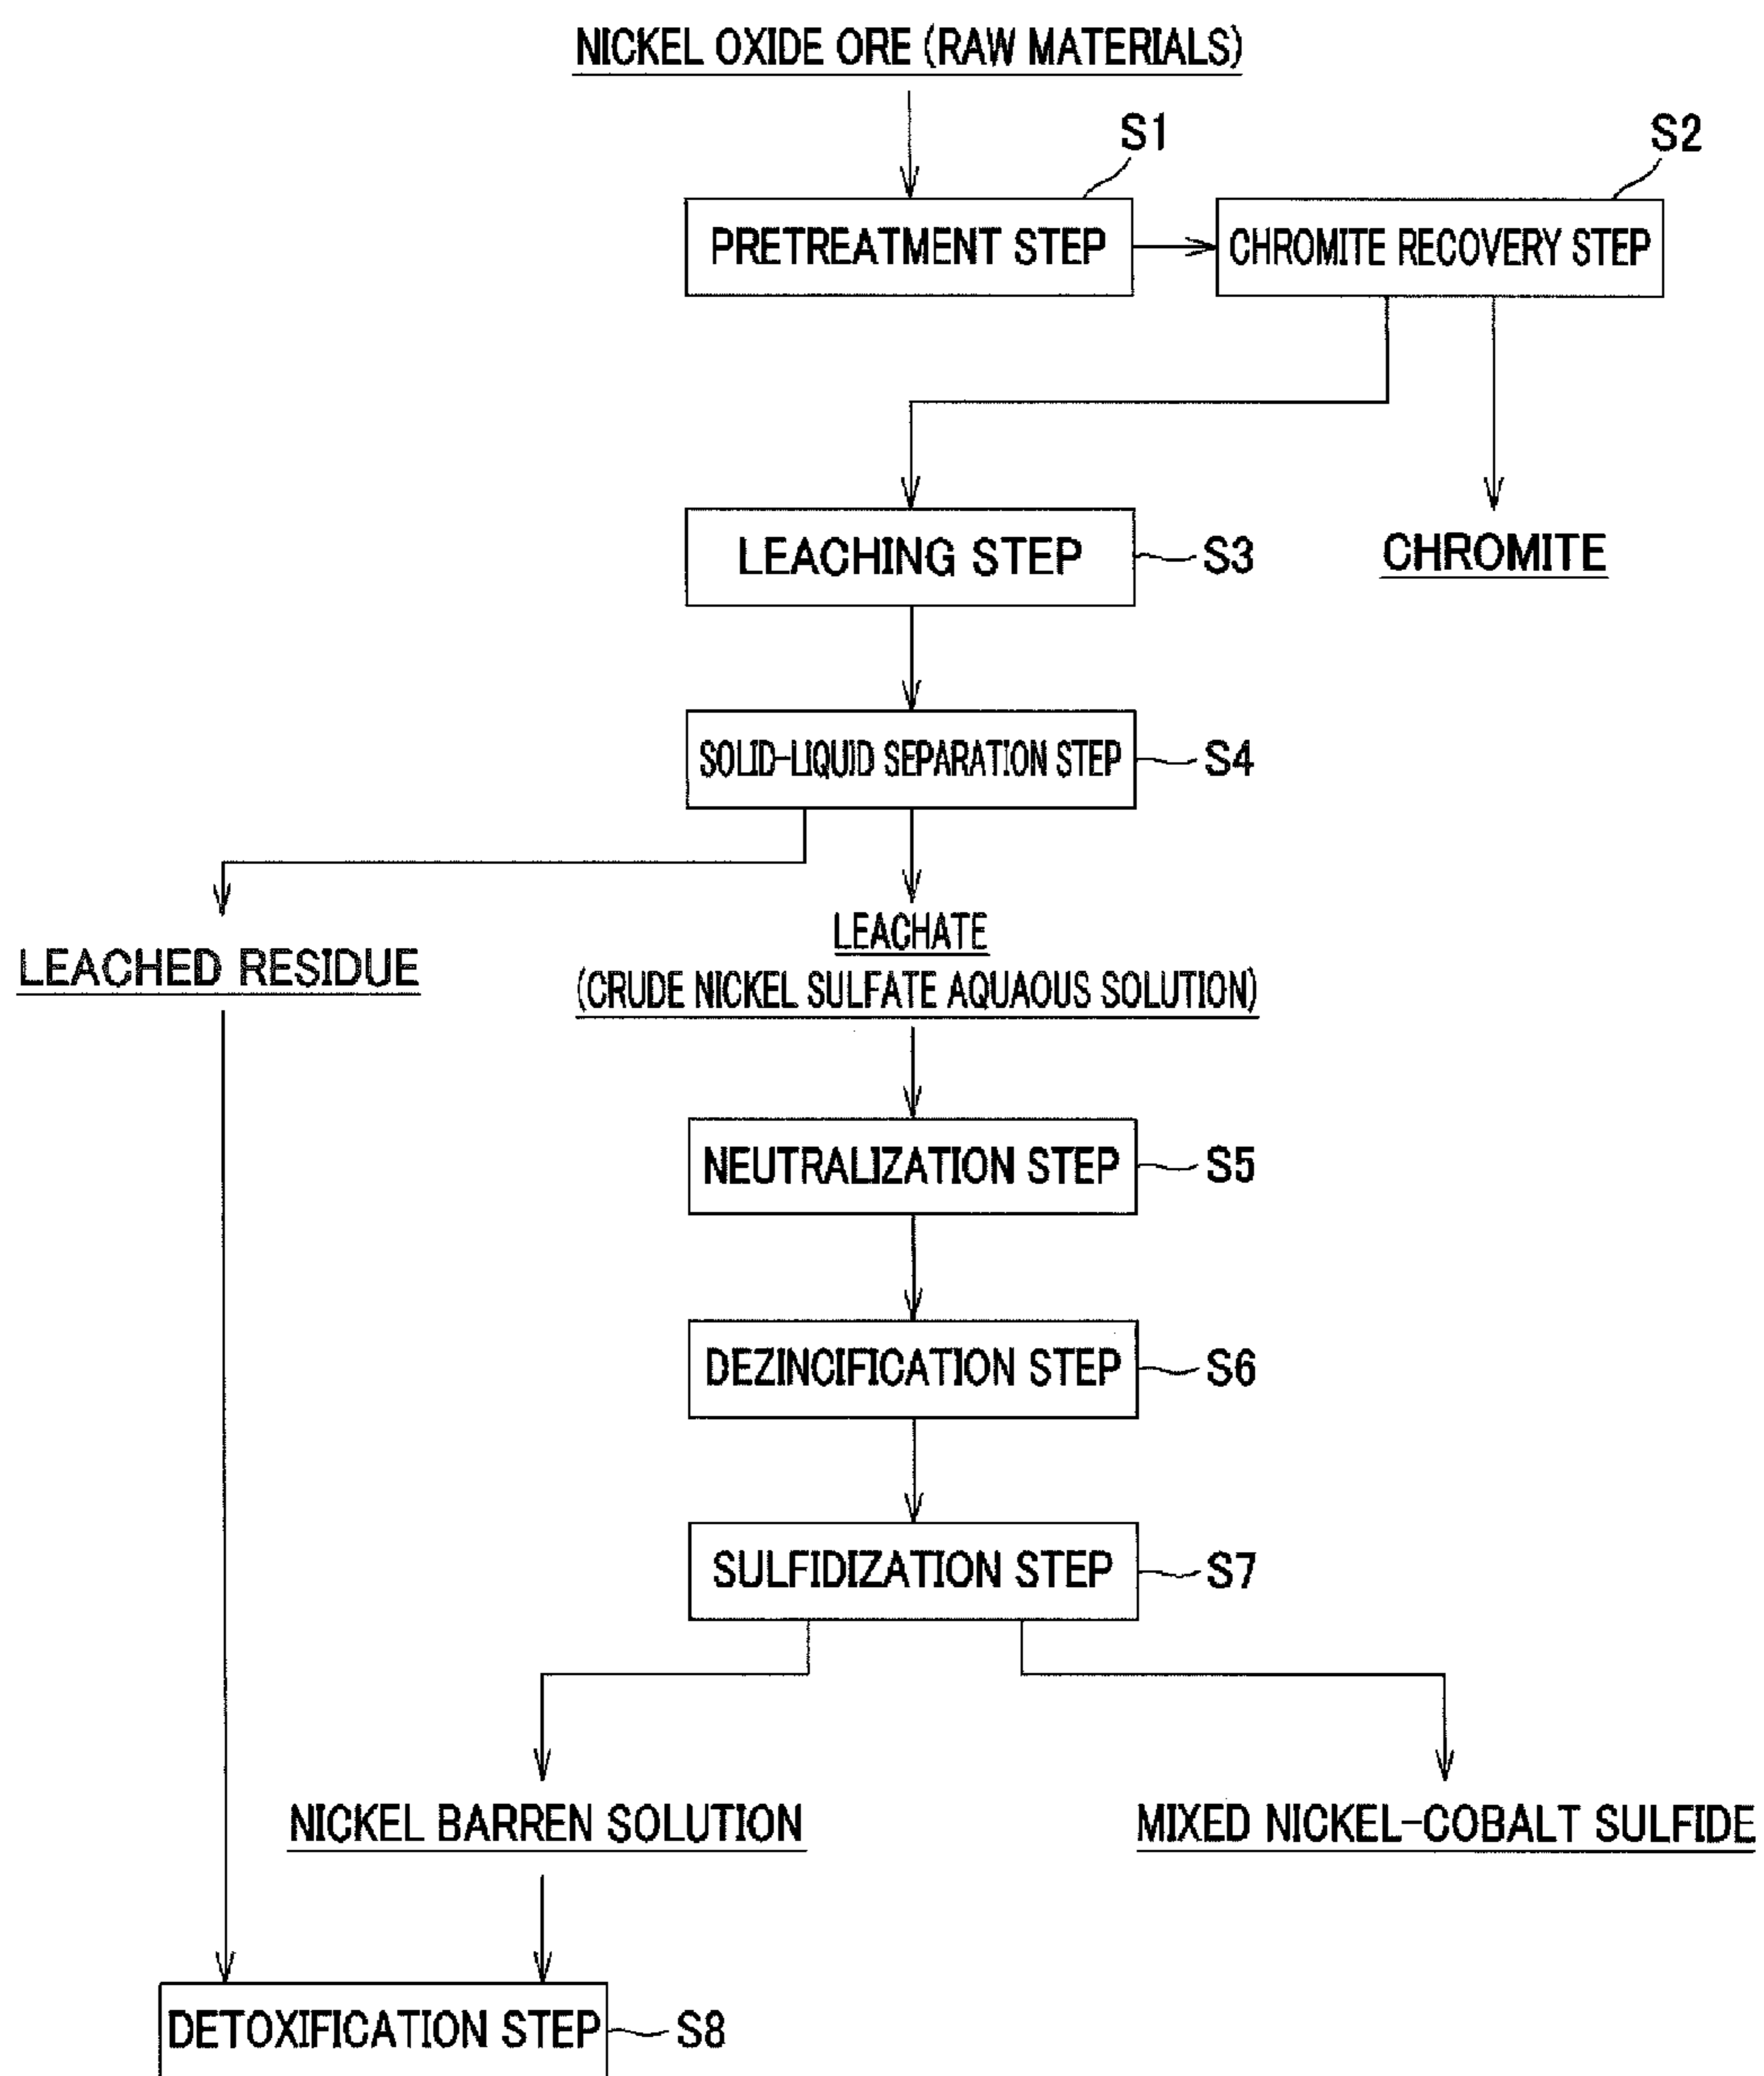 NICKEL OXIDE ORE (RAW MATERIALS)
S1
S2
PRETREATMENT STEP
CHROMITE RECOVERY STEP
LEACHING STEP
S3
CHROMITE
SOLID-LIQUID SEPARATION STEP
S4
LEACHED RESIDUE
LEACHATE
(CRUDE NICKEL SULFATE AQUAOUS SOLUTION)
NEUTRALIZATION STEP
S5
DEZINCIFICATION STEP
S6
SULFIDIZATION STEP
S7
NICKEL BARREN SOLUTION
MIXED NICKEL-COBALT SULFIDE
DETOXIFICATION STEP
S8